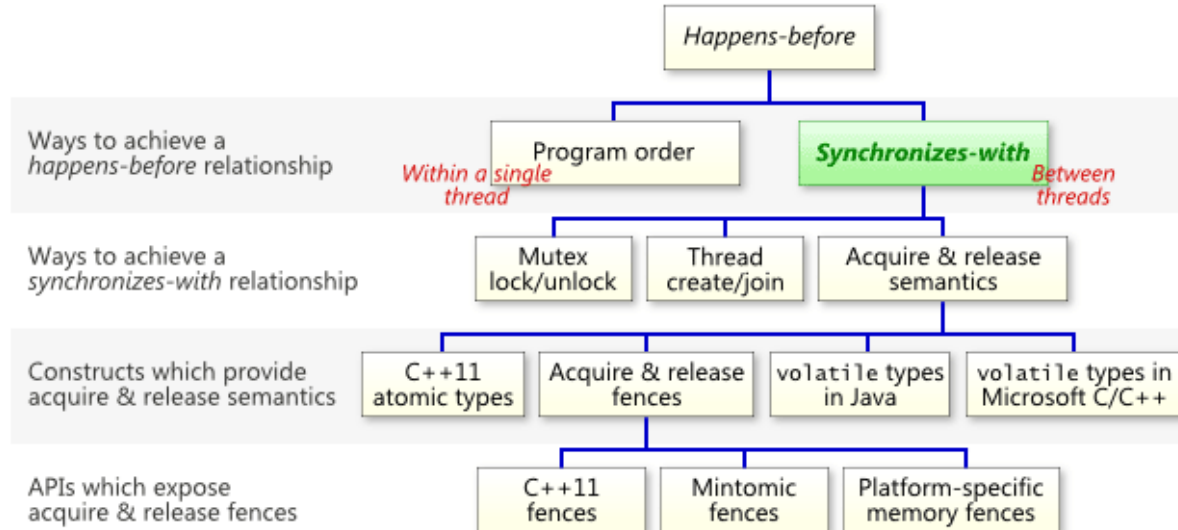 Happens-before
Ways to achieve a
happens-before relationship
Program order
Within a single
thread
Synchronizes-with
Between
threads
Ways to achieve a
synchronizes-with relationship
Mutex
lock/unlock
Thread
create/join
Acquire & release
semantics
Constructs which provide
acquire & release semantics
C++11
atomic types
Acquire & release
fences
volatile types
in Java
volatile types in
Microsoft C/C++
APIs which expose
acquire & release fences
C++11
fences
Mintomic
fences
Platform-specific
memory fences